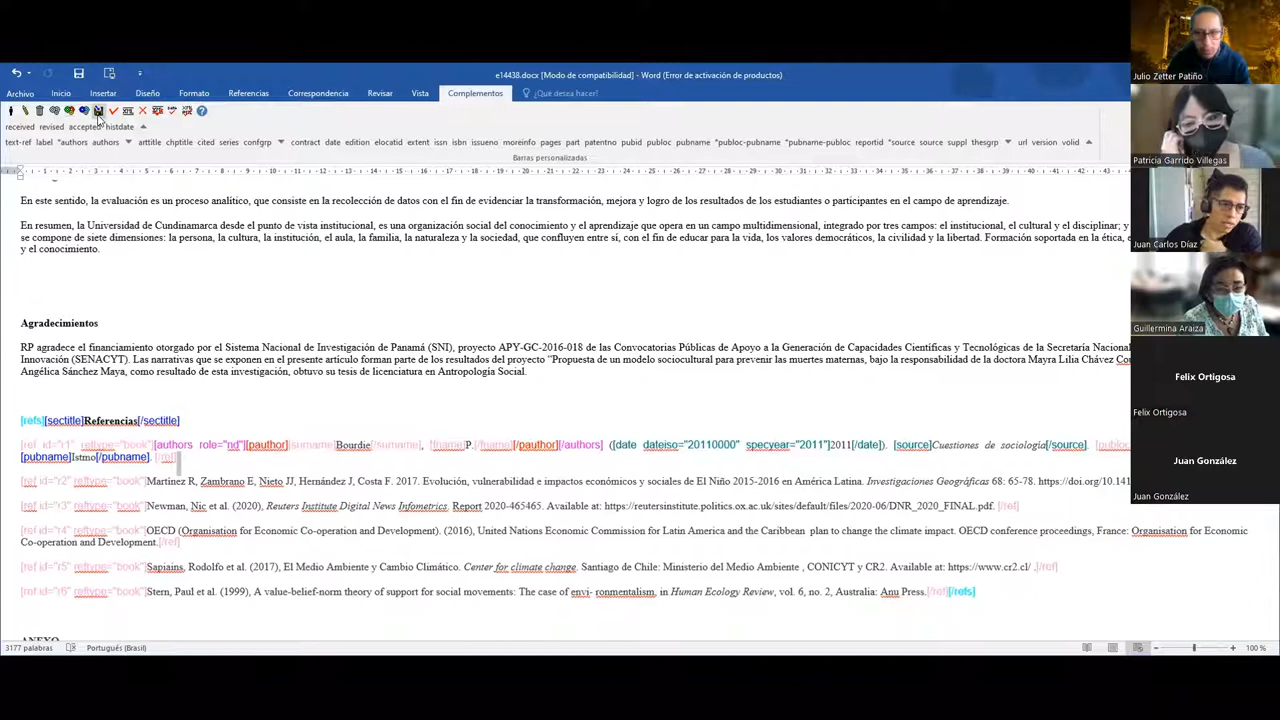 e14438.docx [Modo de compatibilidad] - Word (Error de activación de productos)
Archivo Inicio Insertar Diseño Formato Referencias Correspondencia Revisar Vista Complementos ¿Qué desea hacer?
received revised accepted histdate
text-ref label *authors authors arttitle chptitle cited series confgrp contract date edition elocatid extent issn isbn issueno moreinfo pages part patentno pubid publoc pubname *publoc-pubname *pubname-publoc reportid *source source suppl thesgrp url version volid
Barras personalizadas
En este sentido, la evaluación es un proceso analítico, que consiste en la recolección de datos con el fin de evidenciar la transformación, mejora y logro de los resultados de los estudiantes o participantes en el campo de aprendizaje.
En resumen, la Universidad de Cundinamarca desde el punto de vista institucional, es una organización social del conocimiento y el aprendizaje que opera en un campo multidimensional, integrado por tres campos: el institucional, el cultural y el disciplinar; y
se compone de siete dimensiones: la persona, la cultura, la institución, el aula, la familia, la naturaleza y la sociedad, que confluyen entre sí, con el fin de educar para la vida, los valores democráticos, la civilidad y la libertad. Formación soportada en la ética,
y el conocimiento.
Agradecimientos
RP agradece el financiamiento otorgado por el Sistema Nacional de Investigación de Panamá (SNI), proyecto APY-GC-2016-018 de las Convocatorias Públicas de Apoyo a la Generación de Capacidades Científicas y Tecnológicas de la Secretaría Nacional
Innovación (SENACYT). Las narrativas que se exponen en el presente artículo forman parte de los resultados del proyecto "Propuesta de un modelo sociocultural para prevenir las muertes maternas, bajo la responsabilidad de la doctora Mayra Lilia Chávez
Angélica Sánchez Maya, como resultado de esta investigación, obtuvo su tesis de licenciatura en Antropología Social.
[refs][sectitle]Referencias[/sectitle]
[ref id="r1" reftype="book"][authors role="nd"][pauthor][surname]Bourdie[/surname], [fname]P.[/fname][/pauthor][/authors] ([date dateiso="20110000" specyear="2011"]2011[/date]). [source]Cuestiones de sociología[/source]. [publoc
[pubname]Istmo[/pubname]. [/ref]
[ref id="r2" reftype="book"]Martínez R, Zambrano E, Nieto JJ, Hernández J, Costa F. 2017. Evolución, vulnerabilidad e impactos económicos y sociales de El Niño 2015-2016 en América Latina. Investigaciones Geográficas 68: 65-78. https://doi.org/10.141
[ref id="r3" reftype="book"]Newman, Nic et al. (2020), Reuters Institute Digital News Infometrics. Report 2020-465465. Available at: https://reutersinstitute.politics.ox.ac.uk/sites/default/files/2020-06/DNR_2020_FINAL.pdf. [/ref]
[ref id="r4" reftype="book"]OECD (Organisation for Economic Co-operation and Development). (2016), United Nations Economic Commission for Latin America and the Caribbean plan to change the climate impact. OECD conference proceedings, France: Organisation for Economic
Co-operation and Development.[/ref]
[ref id="r5" reftype="book"]Sapiains, Rodolfo et al. (2017), El Medio Ambiente y Cambio Climático. Center for climate change. Santiago de Chile: Ministerio del Medio Ambiente , CONICYT y CR2. Available at: https://www.cr2.cl/ .[/ref]
[ref id="r6" reftype="book"]Stern, Paul et al. (1999), A value-belief-norm theory of support for social movements: The case of envi- ronmentalism, in Human Ecology Review, vol. 6, no. 2, Australia: Anu Press.[/ref][/refs]
ANEXO
3177 palabras Portugués (Brasil) 100 %
Julio Zetter Patiño
Patricia Garrido Villegas
Juan Carlos Díaz
Guillermina Araiza
Felix Ortigosa
Felix Ortigosa
Juan González
Juan González